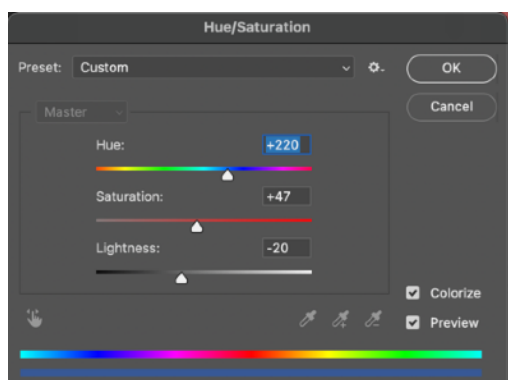 Hue/Saturation
Preset: Custom
OK
Master
Cancel
Hue: +220
Saturation: +47
Lightness: -20
Colorize
Preview